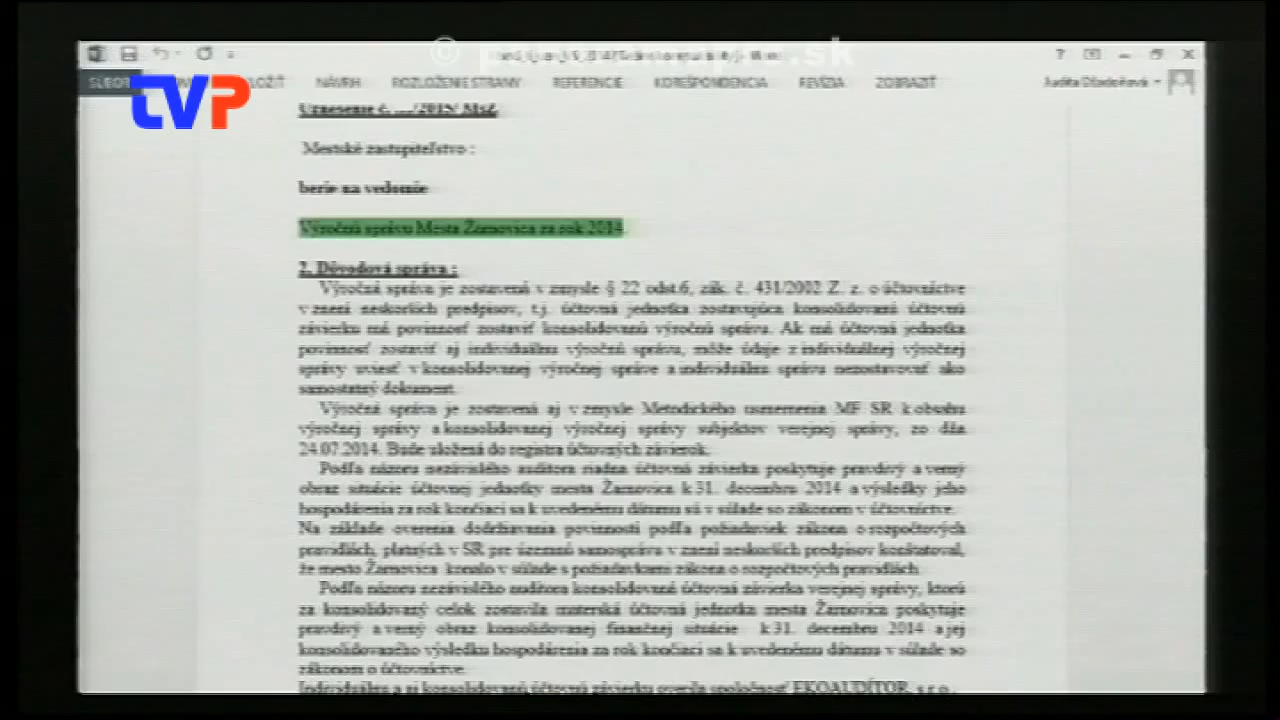 SÚBOR
NÁVRH ROZLOŽENIE STRANY REFERENCIE KOREŠPONDENCIA REVÍZIA ZOBRAZIŤ Judita
TVP
Uznesenie č. ..../2015/ MsZ
Mestské zastupiteľstvo :
berie na vedomie
Výročnú správu Mesta Žarnovica za rok 2014.
2. Dôvodová správa :
Výročná správa je zostavená v zmysle § 22 odst.6, zák. č. 431/2002 Z. z. o účtovníctve
v znení neskorších predpisov, t.j. účtovná jednotka zostavujúca konsolidovanú účtovnú
závierku má povinnosť zostaviť konsolidovanú výročnú správu. Ak má účtovná jednotka
povinnosť zostaviť aj individuálnu výročnú správu, môže údaje z individuálnej výročnej
správy uviesť v konsolidovanej výročnej správe a individuálnu správu nezostavovať ako
samostatný dokument.
Výročná správa je zostavená aj v zmysle Metodického usmernenia MF SR k obsahu
výročnej správy a konsolidovanej výročnej správy subjektov verejnej správy, zo dňa
24.07.2014. Bude uložená do registra účtovných závierok.
Podľa názoru nezávislého audítora riadna účtovná závierka poskytuje pravdivý a verný
obraz situácie účtovnej jednotky mesta Žarnovica k 31. decembru 2014 a výsledky jeho
hospodárenia za rok končiaci sa k uvedenému dátumu sú v súlade so zákonom v účtovníctve.
Na základe overenia dodržiavania povinností podľa požiadaviek zákona o rozpočtových
pravidlách, platných v SR pre územnú samosprávu v znení neskorších predpisov konštatoval,
že mesto Žarnovica konalo v súlade s požiadavkami zákona o rozpočtových pravidlách.
Podľa názoru nezávislého audítora konsolidovaná účtovná závierka verejnej správy, ktorú
za konsolidovaný celok zostavila materská účtovná jednotka mesta Žarnovica poskytuje
pravdivý a verný obraz konsolidovanej finančnej situácie k 31. decembru 2014 a jej
konsolidovaného výsledku hospodárenia za rok končiaci sa k uvedenému dátumu v súlade so
zákonom o účtovníctve.
Individuálnu a aj konsolidovanú účtovnú závierku overila spoločnosť EKOAUDÍTOR, s.r.o.,